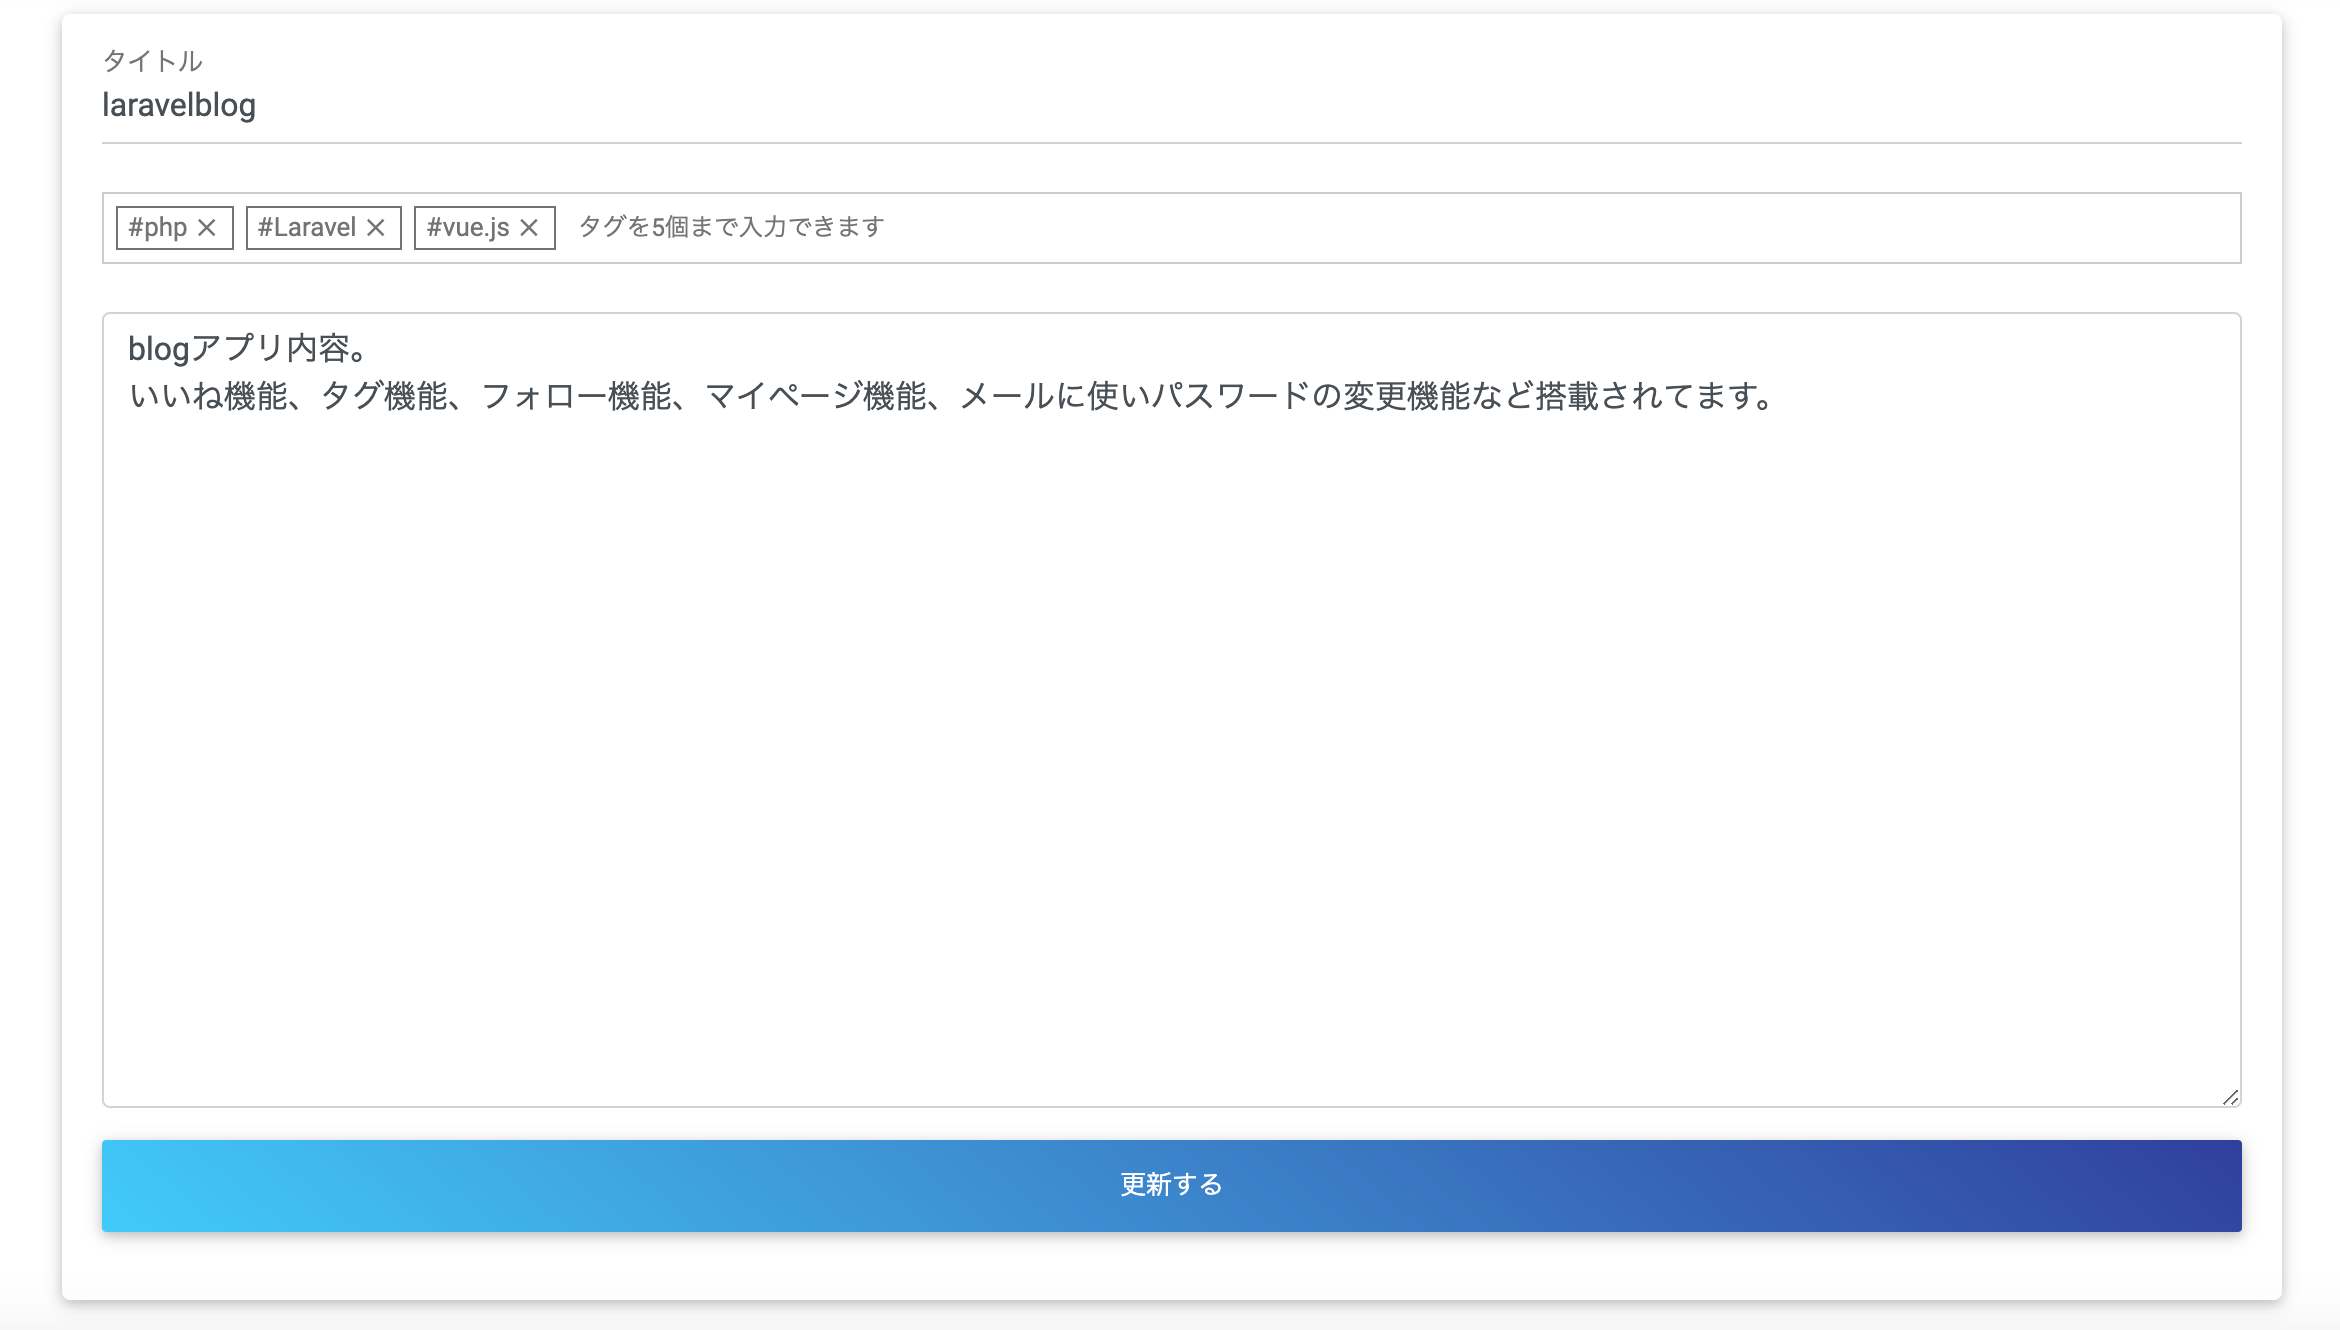 タイトル
laravelblog
#php × #Laravel × #vue.js × タグを5個まで入力できます
blogアプリ内容。
いいね機能、タグ機能、フォロー機能、マイページ機能、メールに使いパスワードの変更機能など搭載されてます。
更新する